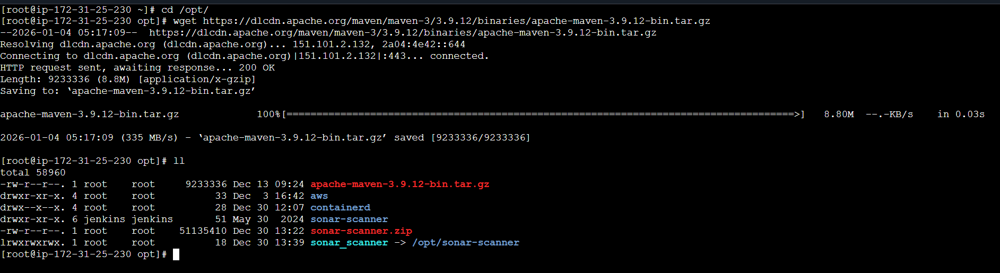 [root@ip-172-31-25-230 ~]# cd /opt/
[root@ip-172-31-25-230 opt]# wget https://dlcdn.apache.org/maven/maven-3/3.9.12/binaries/apache-maven-3.9.12-bin.tar.gz
--2026-01-04 05:17:09--  https://dlcdn.apache.org/maven/maven-3/3.9.12/binaries/apache-maven-3.9.12-bin.tar.gz
Resolving dlcdn.apache.org (dlcdn.apache.org)... 151.101.2.132, 2a04:4e42::644
Connecting to dlcdn.apache.org (dlcdn.apache.org)|151.101.2.132|:443... connected.
HTTP request sent, awaiting response... 200 OK
Length: 9233336 (8.8M) [application/x-gzip]
Saving to: ‘apache-maven-3.9.12-bin.tar.gz’
apache-maven-3.9.12-bin.tar.gz             100%[=====================================================================================>]   8.80M  --.-KB/s    in 0.03s
2026-01-04 05:17:09 (335 MB/s) - ‘apache-maven-3.9.12-bin.tar.gz’ saved [9233336/9233336]
[root@ip-172-31-25-230 opt]# ll
total 58960
-rw-r--r--. 1 root    root     9233336 Dec 13 09:24 apache-maven-3.9.12-bin.tar.gz
drwxr-xr-x. 4 root    root          33 Dec  3 16:42 aws
drwx--x--x. 4 root    root          28 Dec 30 12:07 containerd
drwxr-xr-x. 6 jenkins jenkins       51 May 30  2024 sonar-scanner
-rw-r--r--. 1 root    root    51135410 Dec 30 13:22 sonar-scanner.zip
lrwxrwxrwx. 1 root    root          18 Dec 30 13:39 sonar_scanner -> /opt/sonar-scanner
[root@ip-172-31-25-230 opt]#